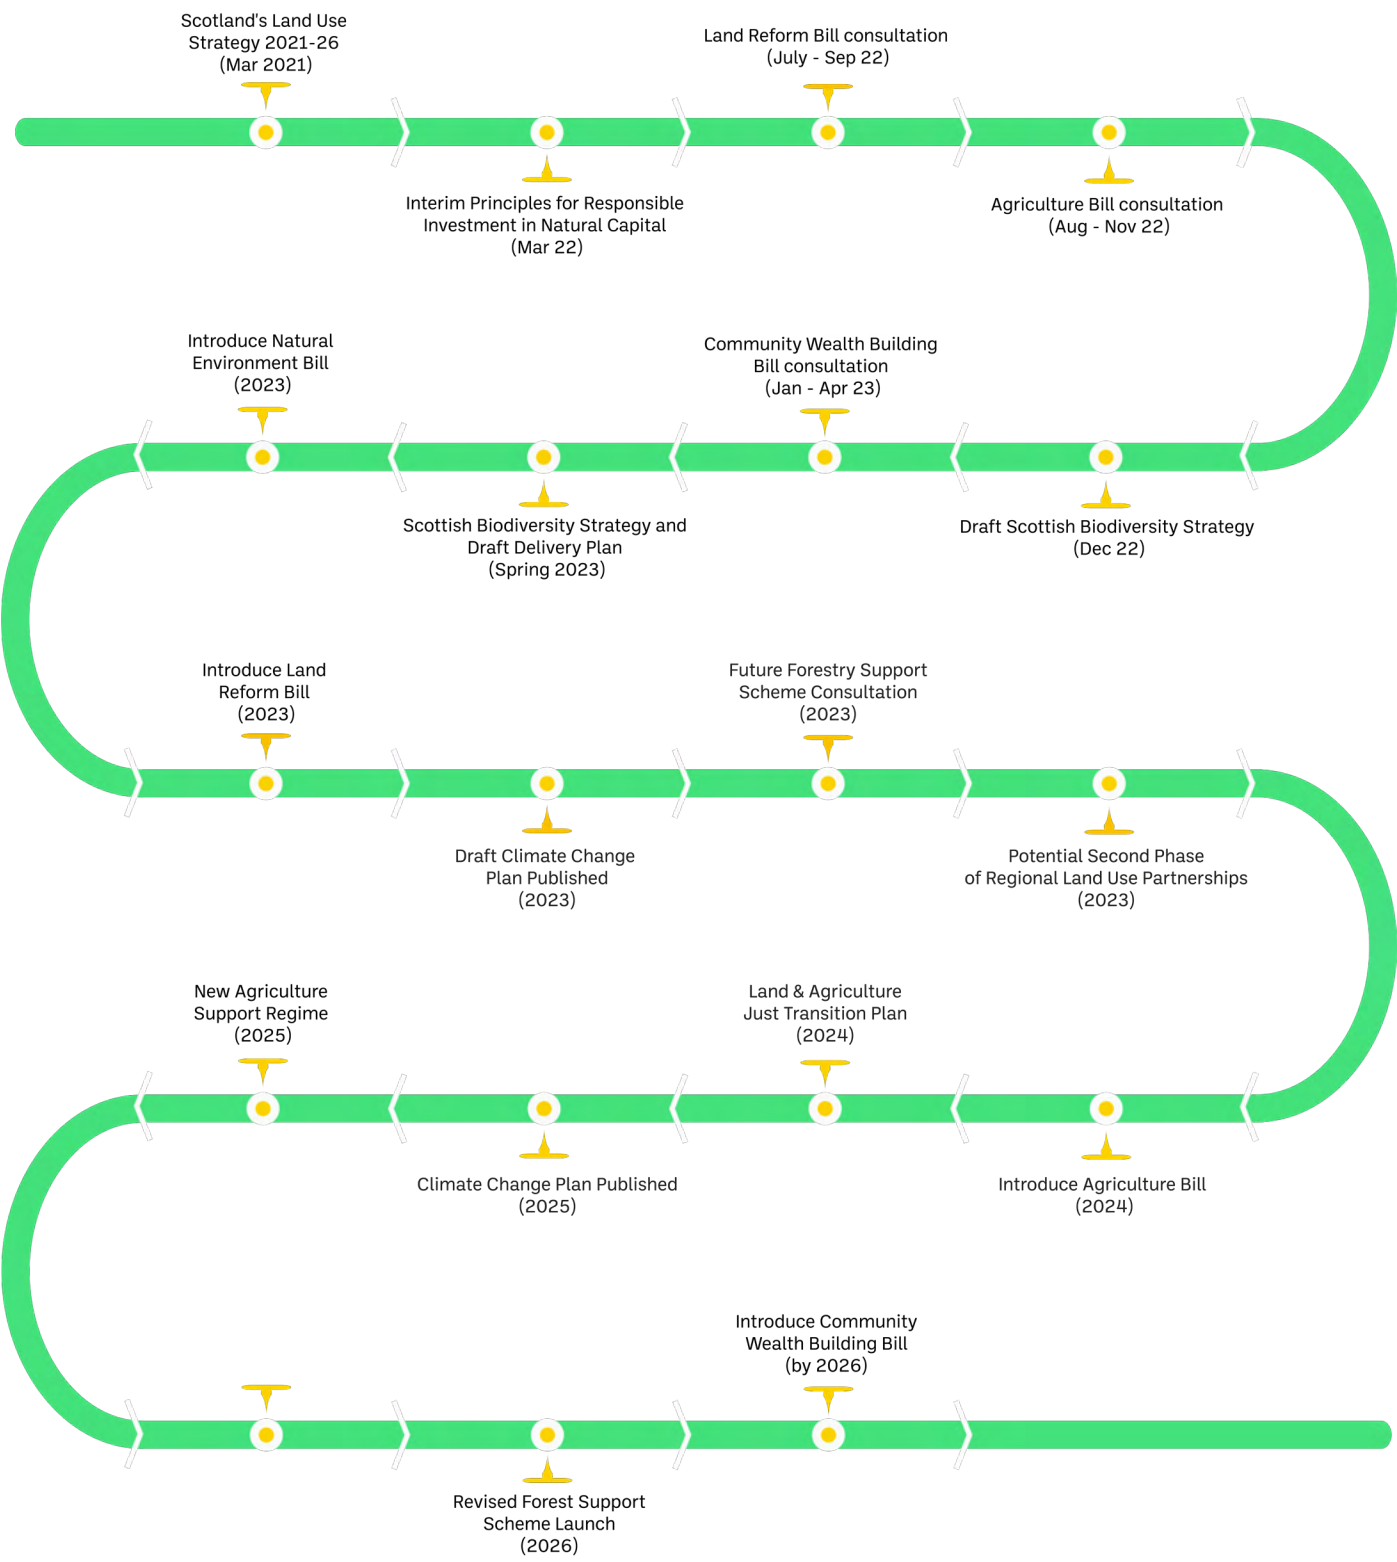 Scotland's Land Use
Strategy 2021-26
(Mar 2021)
Interim Principles for Responsible
Investment in Natural Capital
(Mar 22)
Land Reform Bill consultation
(July - Sep 22)
Agriculture Bill consultation
(Aug - Nov 22)
Draft Scottish Biodiversity Strategy
(Dec 22)
Community Wealth Building
Bill consultation
(Jan - Apr 23)
Scottish Biodiversity Strategy and
Draft Delivery Plan
(Spring 2023)
Introduce Natural
Environment Bill
(2023)
Introduce Land
Reform Bill
(2023)
Draft Climate Change
Plan Published
(2023)
Future Forestry Support
Scheme Consultation
(2023)
Potential Second Phase
of Regional Land Use Partnerships
(2023)
Introduce Agriculture Bill
(2024)
Land & Agriculture
Just Transition Plan
(2024)
Climate Change Plan Published
(2025)
New Agriculture
Support Regime
(2025)
Revised Forest Support
Scheme Launch
(2026)
Introduce Community
Wealth Building Bill
(by 2026)